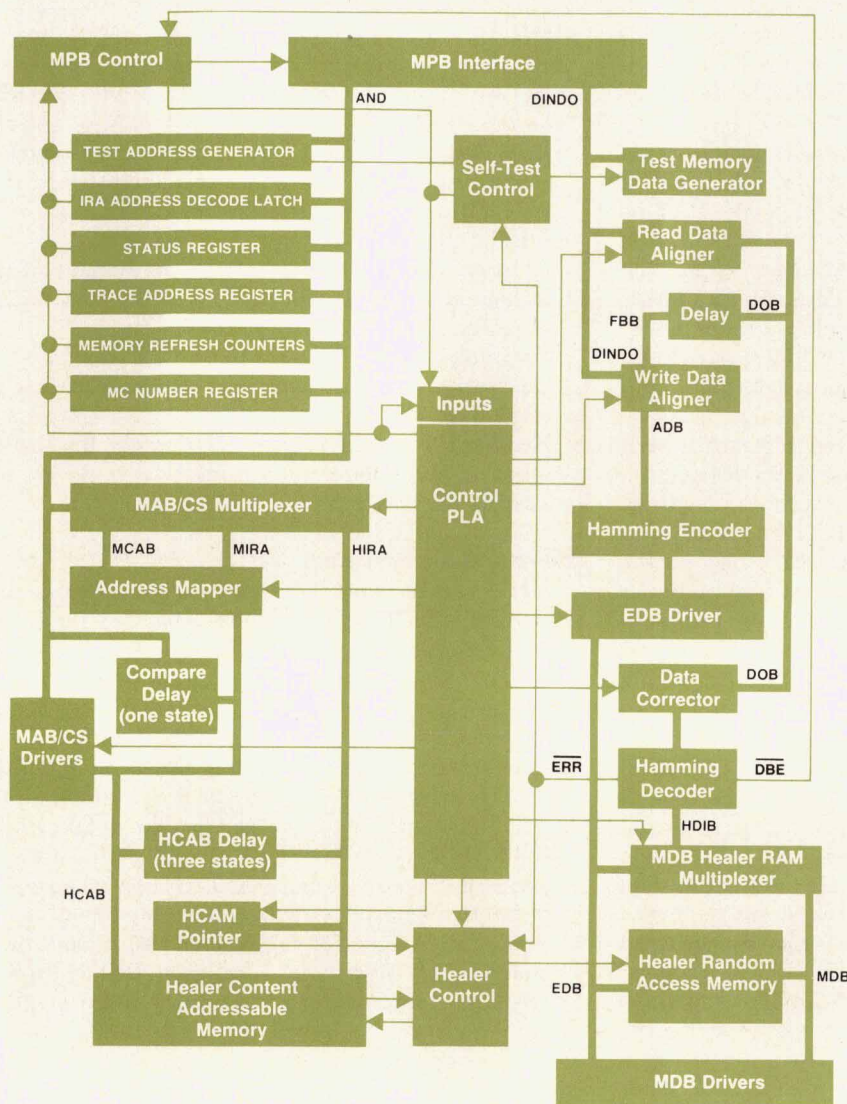 MPB Control
MPB Interface
AND
DINDO
TEST ADDRESS GENERATOR
IRA ADDRESS DECODE LATCH
STATUS REGISTER
TRACE ADDRESS REGISTER
MEMORY REFRESH COUNTERS
MC NUMBER REGISTER
Self-Test
Control
Test Memory
Data Generator
Read Data
Aligner
FBB
Delay
DOB
DINDO
Write Data
Aligner
ADB
Inputs
Control
PLA
MAB/CS Multiplexer
MCAB
MIRA
HIRA
Address Mapper
Compare
Delay
(one state)
MAB/CS
Drivers
Hamming Encoder
EDB Driver
Data
Corrector
DOB
ERR
Hamming
Decoder
DBE
HDIB
MDB Healer RAM
Multiplexer
HCAB Delay
(three states)
HCAB
HCAM
Pointer
Healer Content
Addressable
Memory
Healer
Control
EDB
Healer Random
Access Memory
MDB
MDB Drivers